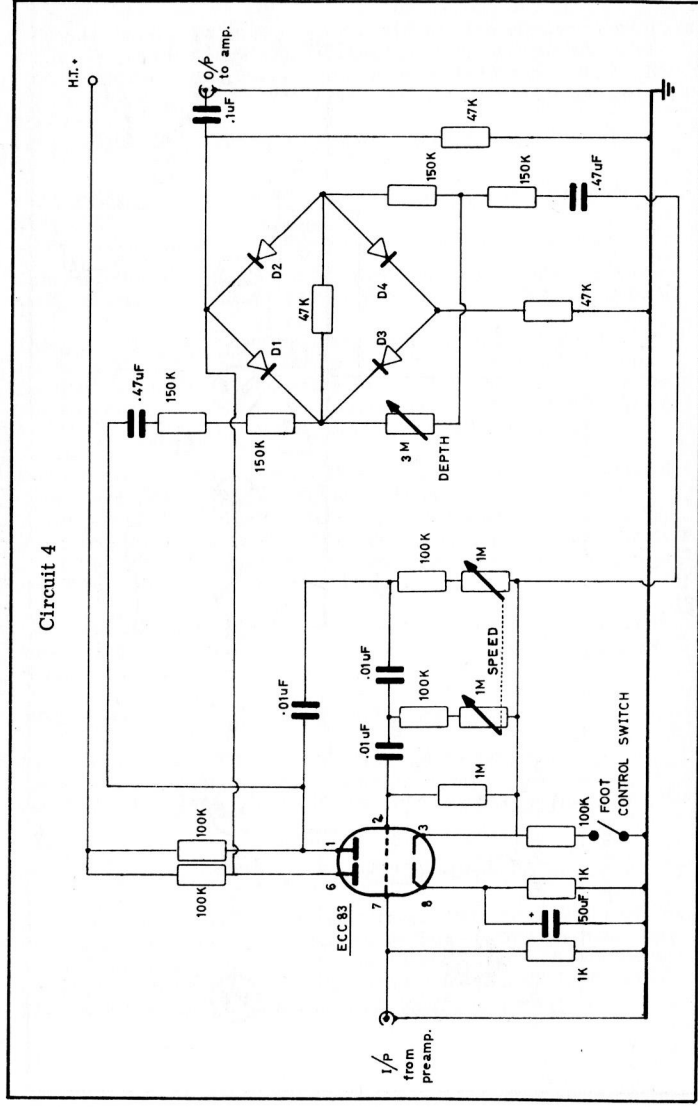 Circuit 4
H.T. +
O/P
to amp.
.1uF
.47uF
150K
150K
D1
D2
47K
D3
D4
47K
150K
150K
.47uF
47K
3M
DEPTH
100K
100K
.01uF
.01uF
.01uF
100K
100K
1M
1M
SPEED
1M
ECC 83
6
1
7
2
8
3
I/P
from
preamp.
1K
50uF
+
1K
100K
FOOT
CONTROL SWITCH